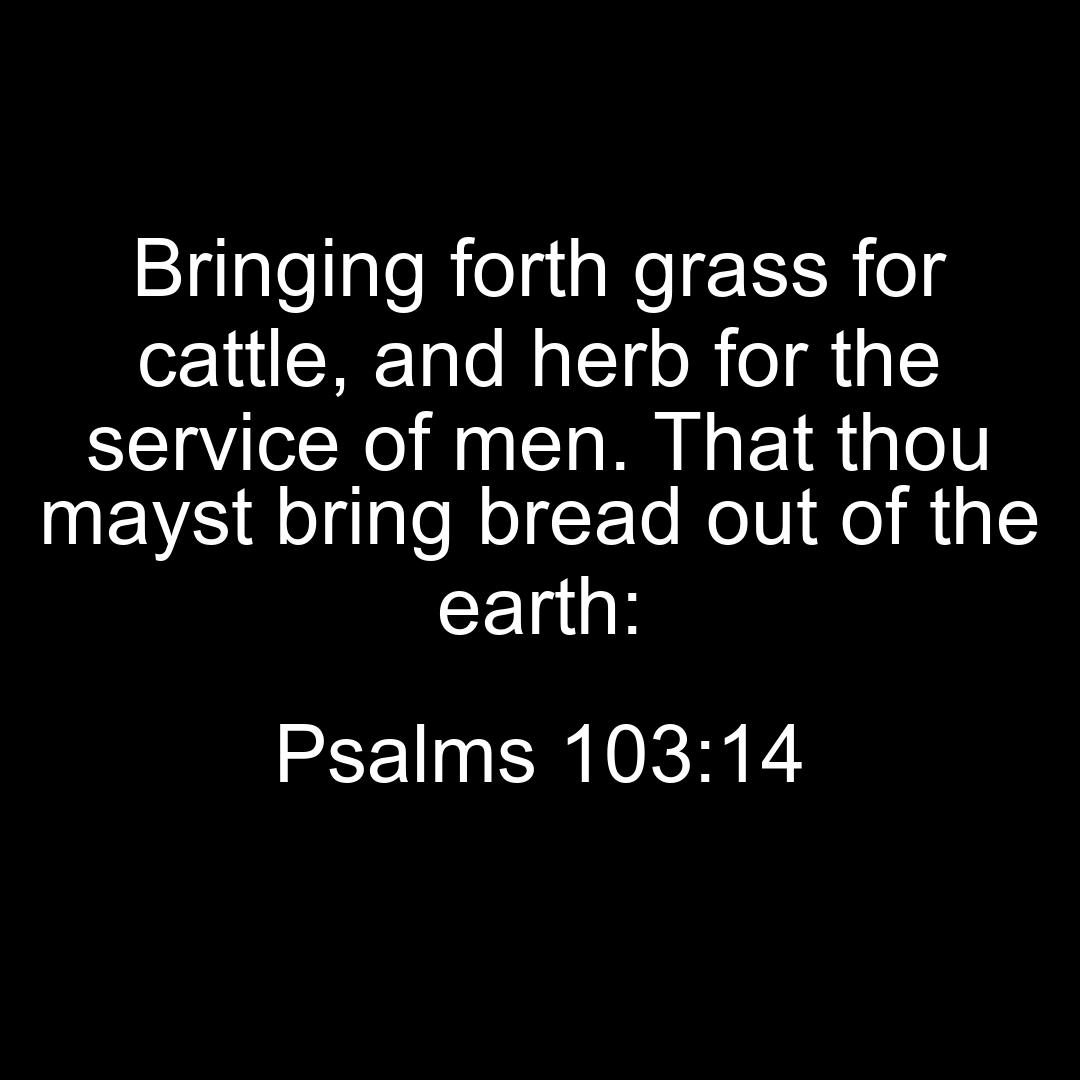 Bringing forth grass for
cattle, and herb for the
service of men. That thou
mayst bring bread out of the
earth:
Psalms 103:14